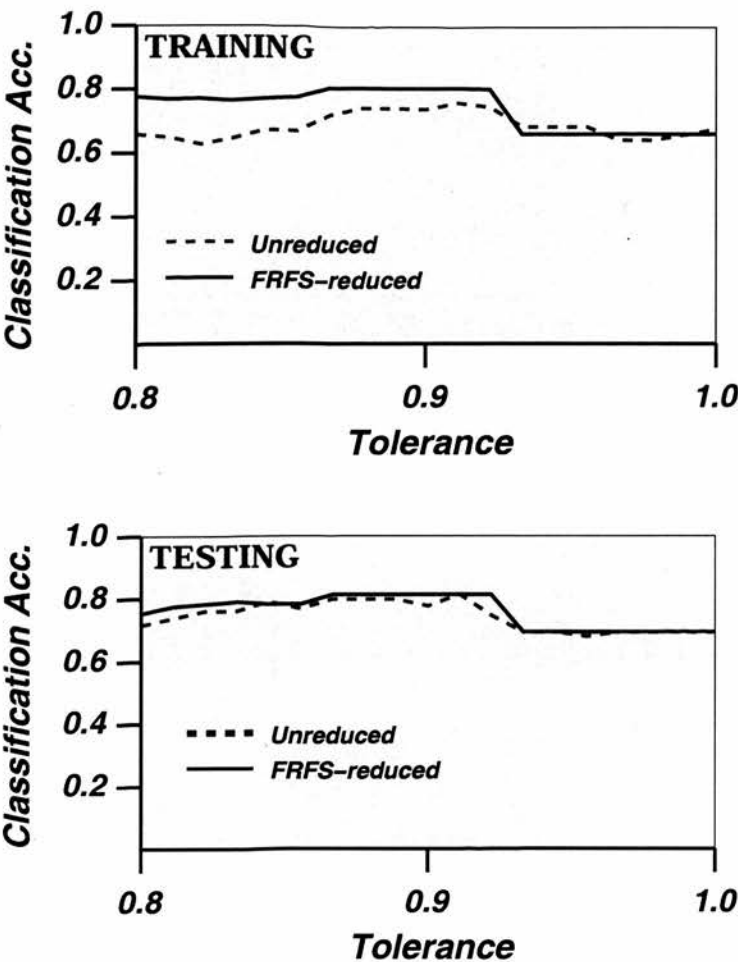 TRAINING
Classification Acc.
1.0
0.8
0.6
0.4
0.2
Unreduced
FRFS-reduced
0.8 0.9 1.0
Tolerance
TESTING
Classification Acc.
1.0
0.8
0.6
0.4
0.2
Unreduced
FRFS-reduced
0.8 0.9 1.0
Tolerance